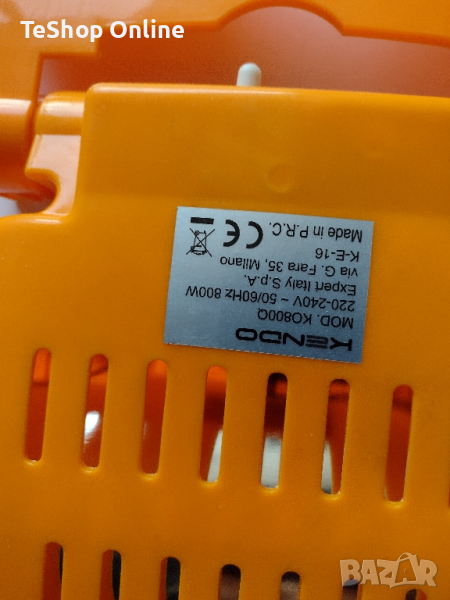 TeShop Online
KENDO
MOD. KO800Q
220-240V ~ 50/60Hz 800W
Expert Italy S.p.A.
via G. Fara 35, Milano
K-E-16
Made in P.R.C.
CE
BAZAR